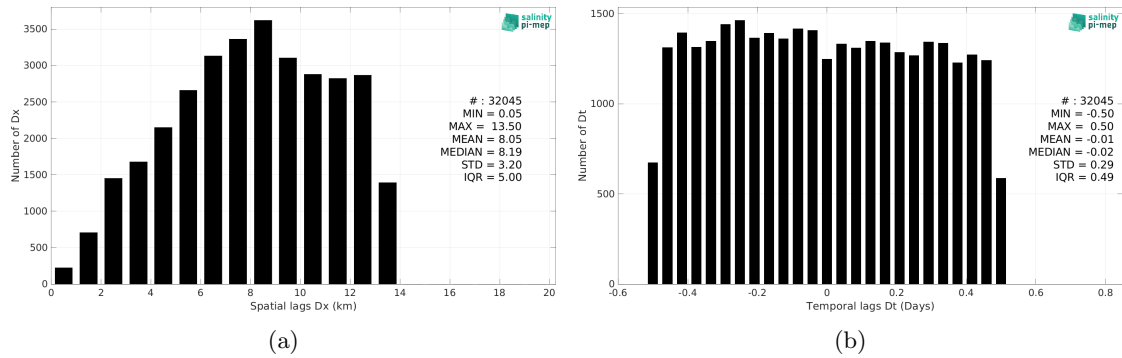 salinity
pi-mep
3500
3000
2500
2000
1500
1000
500
0
Number of Dx
# : 32045
MIN = 0.05
MAX = 13.50
MEAN = 8.05
MEDIAN = 8.19
STD = 3.20
IQR = 5.00
0 2 4 6 8 10 12 14 16 18 20
Spatial lags Dx (km)
(a)
salinity
pi-mep
1500
1000
500
0
Number of Dt
# : 32045
MIN = -0.50
MAX = 0.50
MEAN = -0.01
MEDIAN = -0.02
STD = 0.29
IQR = 0.49
-0.6 -0.4 -0.2 0 0.2 0.4 0.6 0.8
Temporal lags Dt (Days)
(b)